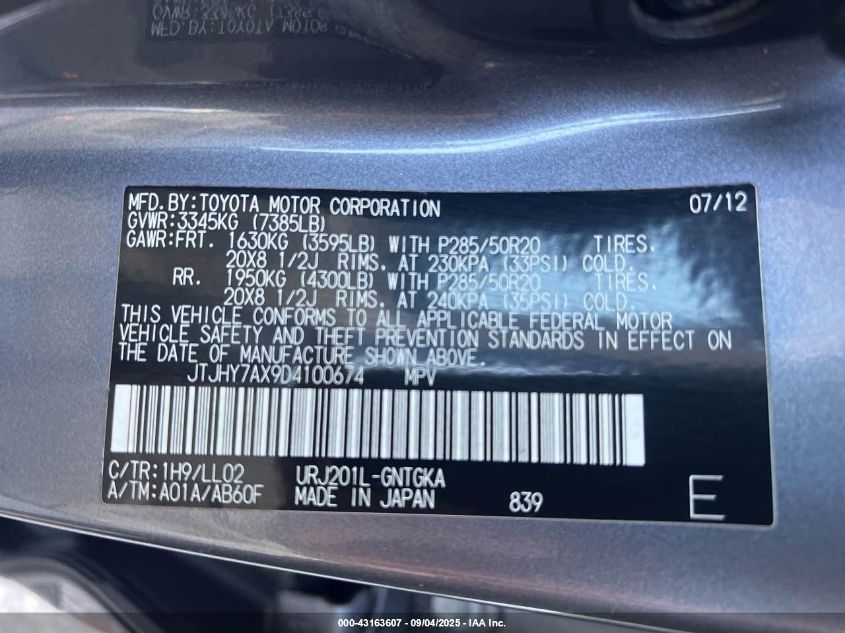 MFD.BY:TOYOTA MOTOR CORPORATION 07/12
GVWR:3345KG (7385LB)
GAWR:FRT. 1630KG (3595LB) WITH P285/50R20 TIRES.
20X8 1/2J RIMS. AT 230KPA (33PSI) COLD.
RR. 1950KG (4300LB) WITH P285/50R20 TIRES.
20X8 1/2J RIMS. AT 240KPA (35PSI) COLD.
THIS VEHICLE CONFORMS TO ALL APPLICABLE FEDERAL MOTOR
VEHICLE SAFETY AND THEFT PREVENTION STANDARDS IN EFFECT ON
THE DATE OF MANUFACTURE SHOWN ABOVE.
JTJHY7AX9D4100674 MPV
C/TR:1H9/LL02 URJ201L-GNTGKA
A/TM:A01A/AB60F MADE IN JAPAN 839 E
000-43163607 - 09/04/2025 - IAA Inc.